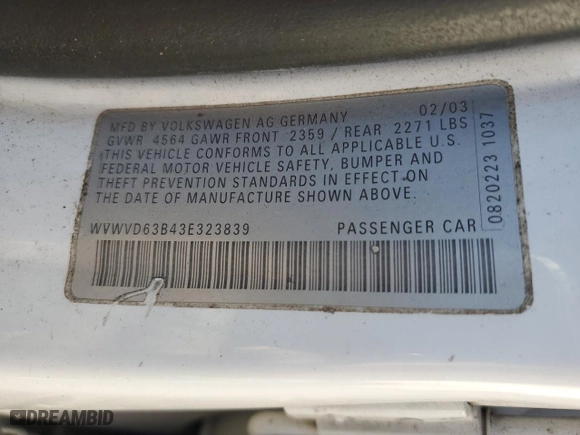 MFD BY VOLKSWAGEN AG GERMANY 02/03
GVWR 4564 GAWR FRONT 2359 / REAR 2271 LBS
THIS VEHICLE CONFORMS TO ALL APPLICABLE U.S.
FEDERAL MOTOR VEHICLE SAFETY, BUMPER AND
THEFT PREVENTION STANDARDS IN EFFECT ON
THE DATE OF MANUFACTURE SHOWN ABOVE.
WVWVD63B43E323839 PASSENGER CAR
0820223 1037
DREAMBID